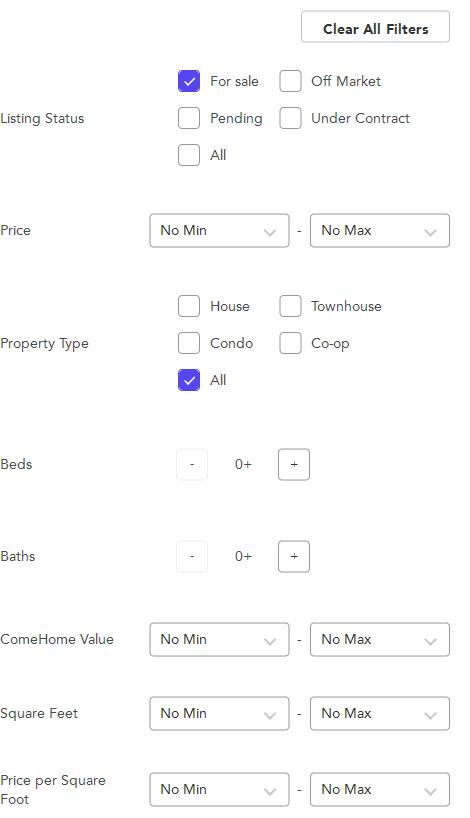 Clear All Filters
For sale Off Market
Listing Status Pending Under Contract
All
Price No Min - No Max
House Townhouse
Property Type Condo Co-op
All
Beds - 0+ +
Baths - 0+ +
ComeHome Value No Min - No Max
Square Feet No Min - No Max
Price per Square
Foot No Min - No Max